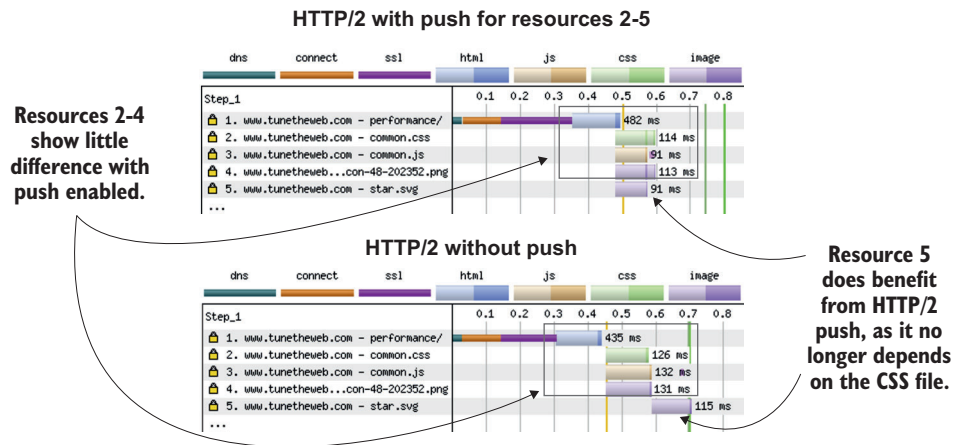 HTTP/2 with push for resources 2-5
dns connect ssl html js css image
Step_1 0.1 0.2 0.3 0.4 0.5 0.6 0.7 0.8
1. www.tunetheweb.com – performance/ 482 ms
2. www.tunetheweb.com – common.css 114 ms
3. www.tunetheweb.com – common.js 91 ms
4. www.tunetheweb...con-48-202352.png 113 ms
5. www.tunetheweb.com – star.svg 91 ms
...
Resources 2-4
show little
difference with
push enabled.
HTTP/2 without push
dns connect ssl html js css image
Step_1 0.1 0.2 0.3 0.4 0.5 0.6 0.7 0.8
1. www.tunetheweb.com – performance/ 435 ms
2. www.tunetheweb.com – common.css 126 ms
3. www.tunetheweb.com – common.js 132 ms
4. www.tunetheweb...con-48-202352.png 131 ms
5. www.tunetheweb.com – star.svg 115 ms
...
Resource 5
does benefit
from HTTP/2
push, as it no
longer depends
on the CSS file.